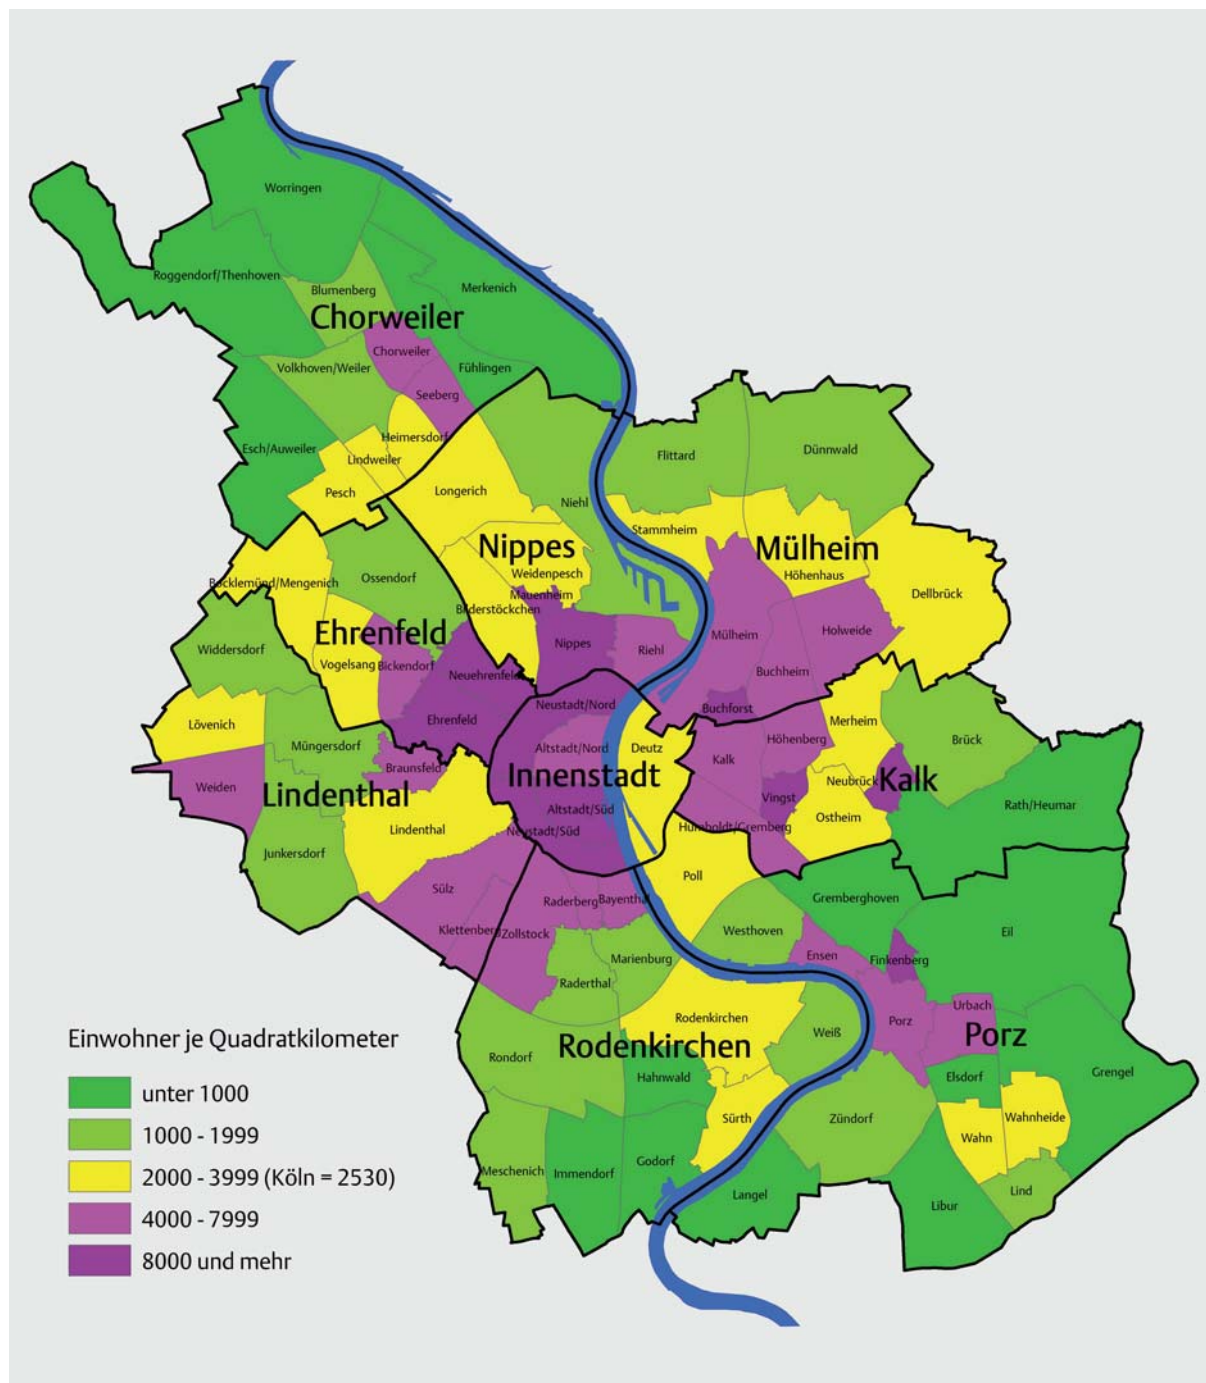 Worringen
Roggendorf/Thenhoven
Blumenberg
Merkenich
Chorweiler
Chorweiler
Volkhoven/Weiler
Fühlingen
Seeberg
Esch/Auweiler
Heimersdorf
Lindweiler
Pesch
Longerich
Niehl
Flittard
Dünnwald
Stammheim
Nippes
Mülheim
Weidenpesch
Höhenhaus
Bocklemünd/Mengenich
Ossendorf
Mauenheim
Bilderstöckchen
Dellbrück
Ehrenfeld
Nippes
Riehl
Mülheim
Holweide
Widdersdorf
Vogelsang
Bickendorf
Neuehrenfeld
Buchheim
Neustadt/Nord
Buchforst
Lövenich
Ehrenfeld
Merheim
Müngersdorf
Altstadt/Nord
Deutz
Höhenberg
Brück
Braunsfeld
Kalk
Innenstadt
Weiden
Lindenthal
Neubrück
Kalk
Vingst
Altstadt/Süd
Rath/Heumar
Lindenthal
Neustadt/Süd
Humboldt/Gremberg
Ostheim
Junkersdorf
Sülz
Poll
Raderberg
Bayenthal
Gremberghoven
Klettenberg
Zollstock
Westhoven
Eil
Marienburg
Ensen
Finkenberg
Raderthal
Rodenkirchen
Urbach
Weiß
Porz
Porz
Rodenkirchen
Rondorf
Hahnwald
Elsdorf
Grengel
Sürth
Zündorf
Wahnheide
Wahn
Meschenich
Immendorf
Godorf
Langel
Lind
Libur
Einwohner je Quadratkilometer
unter 1000
1000 - 1999
2000 - 3999 (Köln = 2530)
4000 - 7999
8000 und mehr